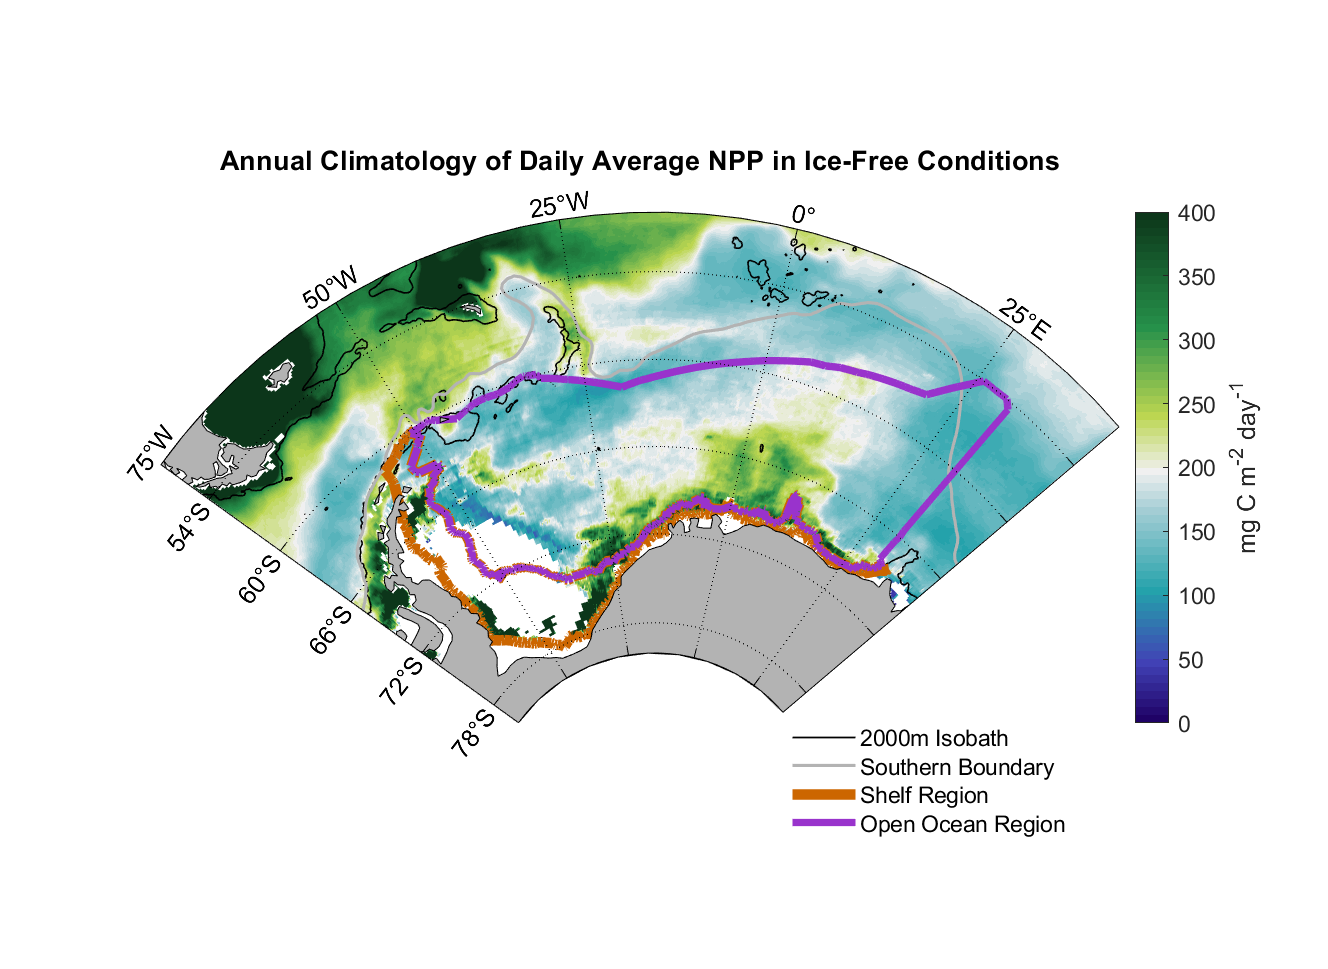 Annual Climatology of Daily Average NPP in Ice-Free Conditions
25°W
0°
50°W
25°E
75°W
54°S
60°S
66°S
72°S
78°S
400
350
300
250
200
150
100
50
0
mg C m⁻² day⁻¹
2000m Isobath
Southern Boundary
Shelf Region
Open Ocean Region